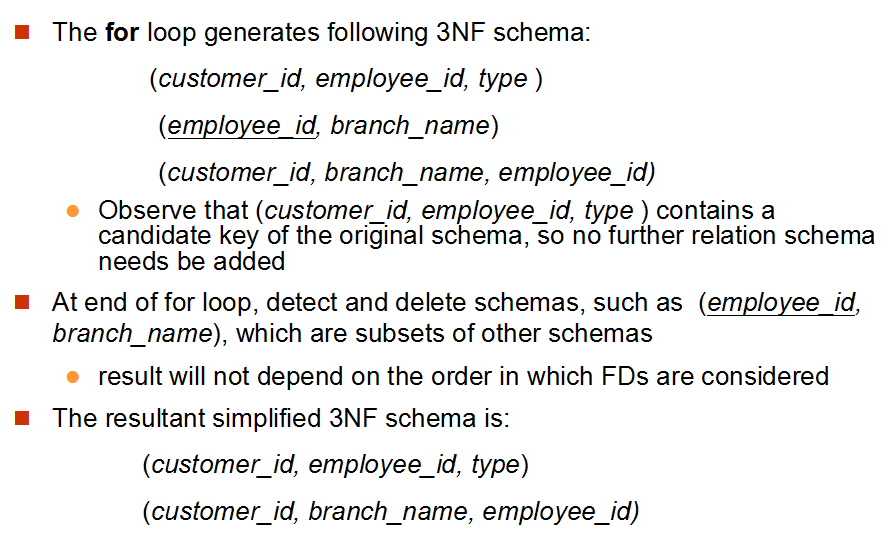 The for loop generates following 3NF schema:
(customer_id, employee_id, type )
(employee_id, branch_name)
(customer_id, branch_name, employee_id)
Observe that (customer_id, employee_id, type ) contains a
candidate key of the original schema, so no further relation schema
needs be added
At end of for loop, detect and delete schemas, such as (employee_id,
branch_name), which are subsets of other schemas
result will not depend on the order in which FDs are considered
The resultant simplified 3NF schema is:
(customer_id, employee_id, type)
(customer_id, branch_name, employee_id)